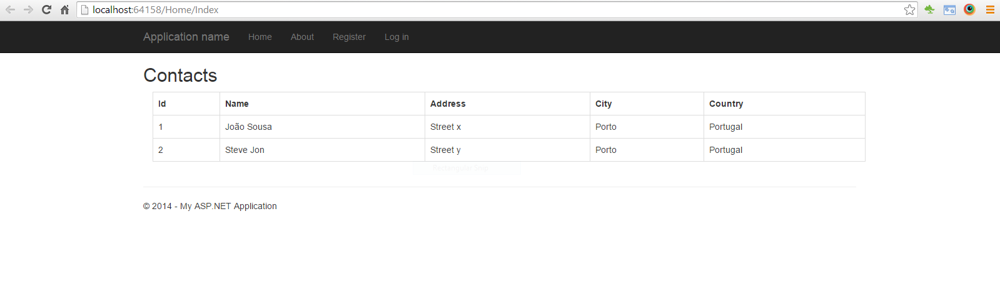 localhost:64158/Home/Index
Application name Home About Register Log in
Contacts
Id Name Address City Country
1 João Sousa Street x Porto Portugal
2 Steve Jon Street y Porto Portugal
Rectangular Snip
© 2014 - My ASP.NET Application